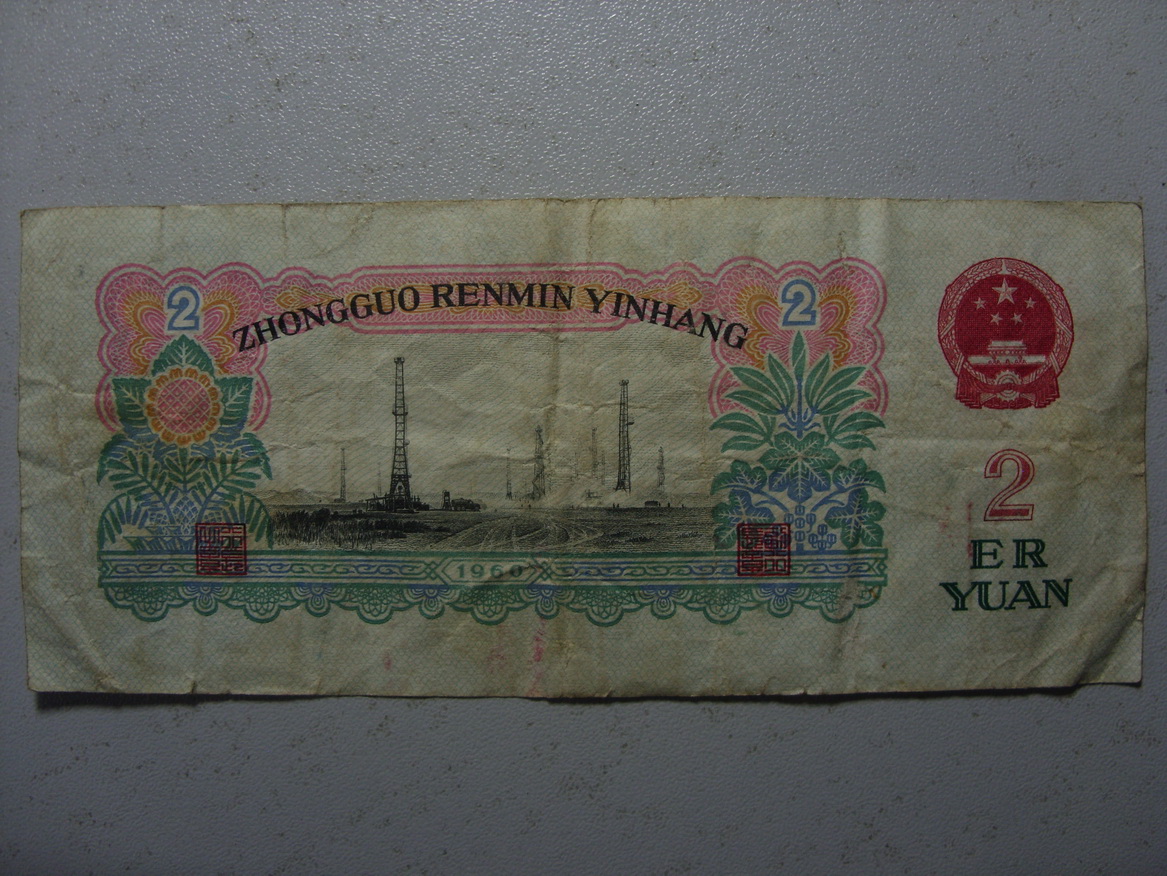 2 2
ZHONGGUO RENMIN YINHANG
1960
2
ER
YUAN